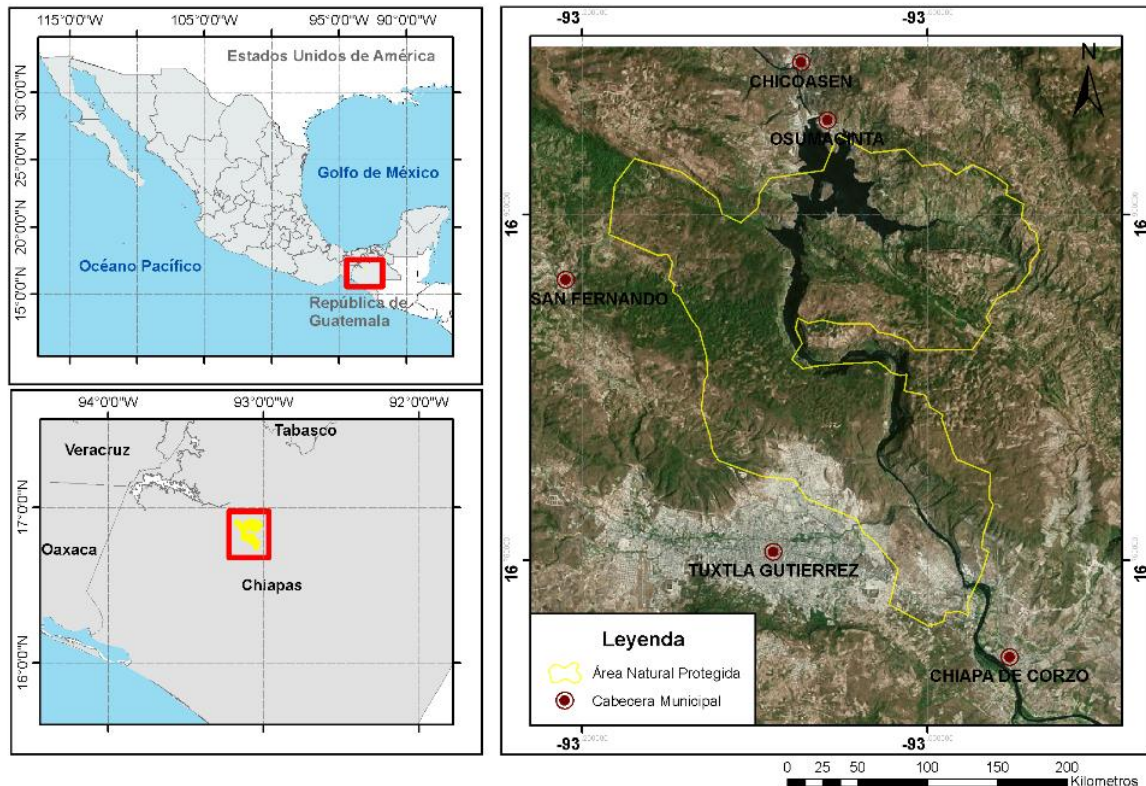 115°0'0"W
105°0'0"W
95°0'0"W
90°0'0"W
Estados Unidos de América
30°0'0"N
25°0'0"N
20°0'0"N
15°0'0"N
Golfo de México
Océano Pacífico
República de
Guatemala
94°0'0"W
93°0'0"W
92°0'0"W
17°0'0"N
16°0'0"N
Veracruz
Tabasco
Oaxaca
Chiapas
-93
-93
N
CHICOASEN
OSUMACINTA
16
16
SAN FERNANDO
16
16
TUXTLA GUTIERREZ
CHIAPA DE CORZO
Leyenda
Área Natural Protegida
Cabecera Municipal
-93
-93
0 25 50 100 150 200
Kilometros